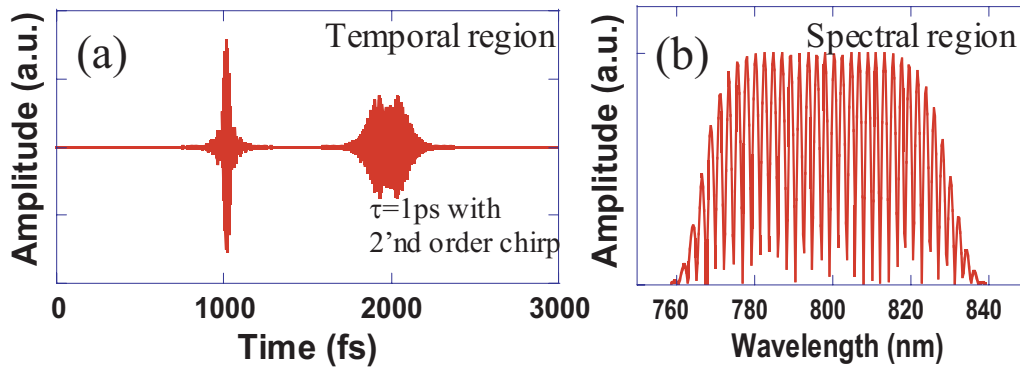 (a)
Temporal region
τ=1ps with
2'nd order chirp
Amplitude (a.u.)
0
1000
2000
3000
Time (fs)
(b)
Spectral region
Amplitude (a.u.)
760
780
800
820
840
Wavelength (nm)